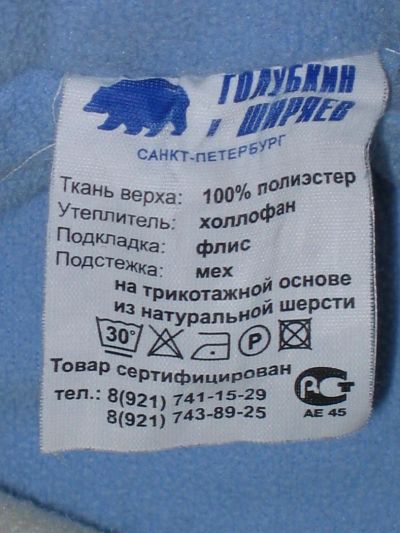 ГОЛУБКИН
и ШИРЯЕВ
САНКТ-ПЕТЕРБУРГ
Ткань верха: 100% полиэстер
Утеплитель: холлофан
Подкладка: флис
Подстежка: мех
на трикотажной основе
из натуральной шерсти
30° P
Товар сертифицирован
тел.: 8(921) 741-15-29
8(921) 743-89-25
РСТ
АЕ 45